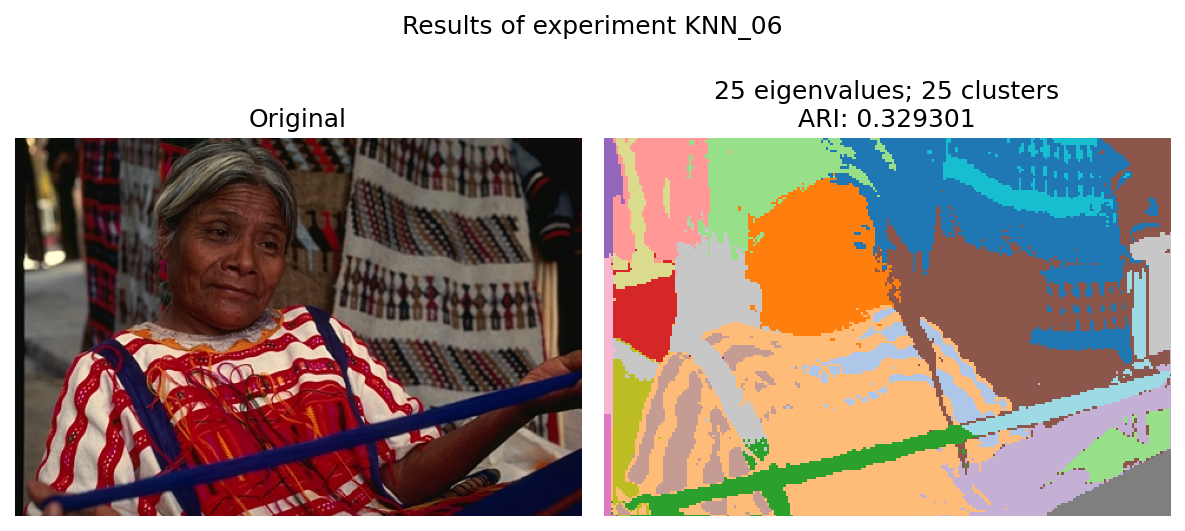 Results of experiment KNN_06
Original
25 eigenvalues; 25 clusters
ARI: 0.329301